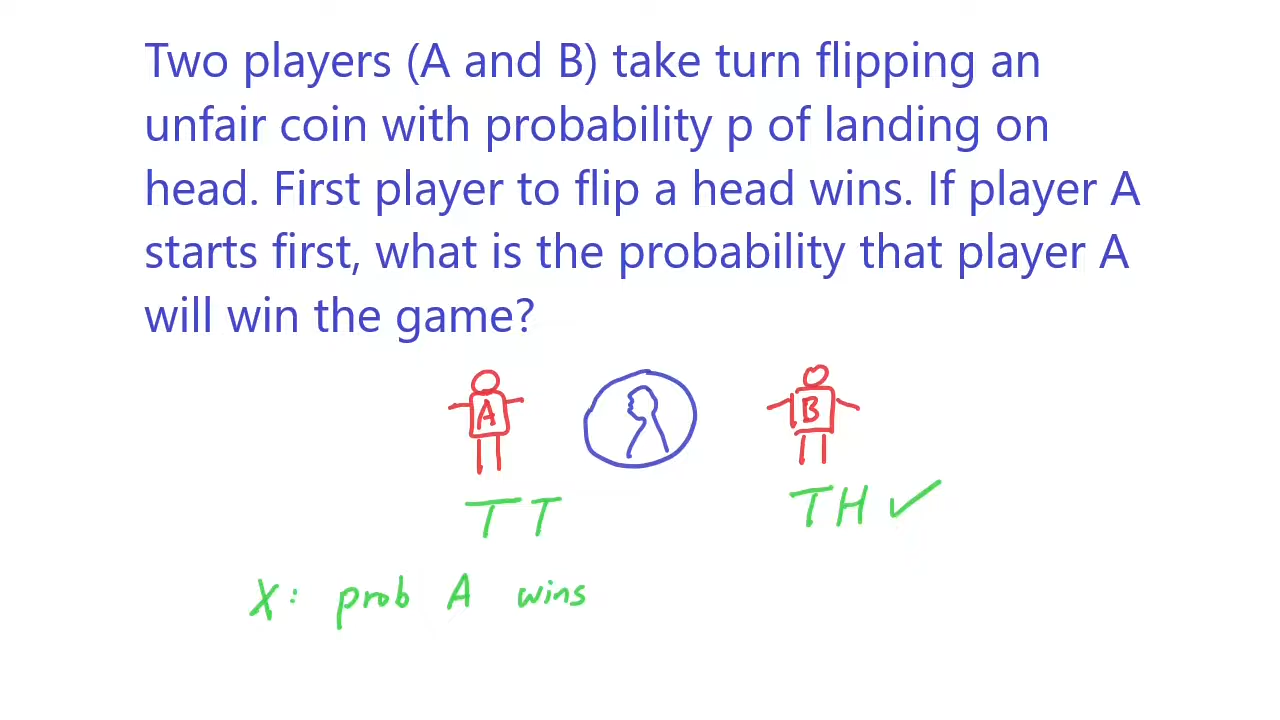 Two players (A and B) take turn flipping an
unfair coin with probability p of landing on
head. First player to flip a head wins. If player A
starts first, what is the probability that player A
will win the game?
A B
T T TH ✓
X: prob A wins